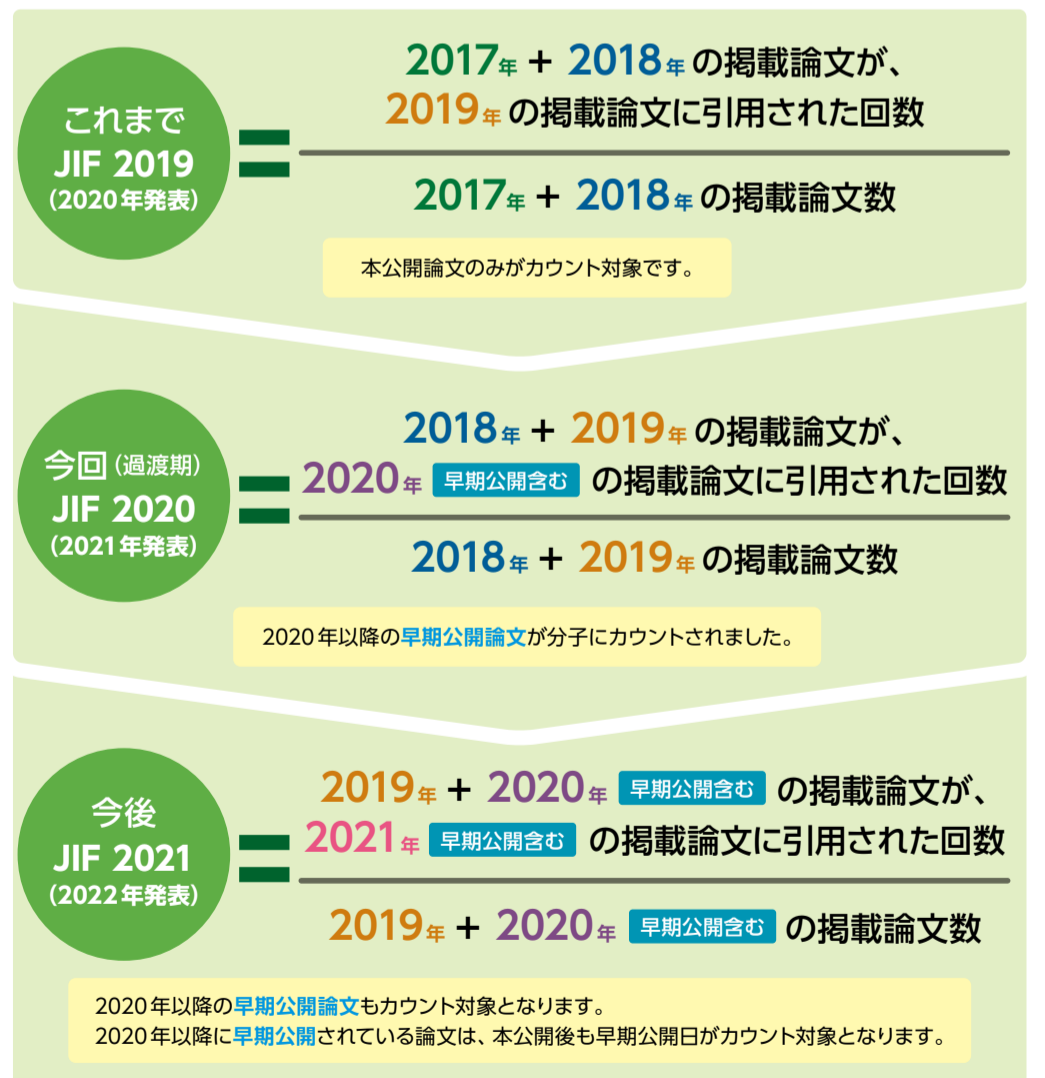 これまで
JIF 2019
(2020年発表)
=
2017年 + 2018年の掲載論文が、
2019年の掲載論文に引用された回数
2017年 + 2018年の掲載論文数
本公開論文のみがカウント対象です。
今回(過渡期)
JIF 2020
(2021年発表)
=
2018年 + 2019年の掲載論文が、
2020年 早期公開含む の掲載論文に引用された回数
2018年 + 2019年の掲載論文数
2020年以降の早期公開論文が分子にカウントされました。
今後
JIF 2021
(2022年発表)
=
2019年 + 2020年 早期公開含む の掲載論文が、
2021年 早期公開含む の掲載論文に引用された回数
2019年 + 2020年 早期公開含む の掲載論文数
2020年以降の早期公開論文もカウント対象となります。
2020年以降に早期公開されている論文は、本公開後も早期公開日がカウント対象となります。